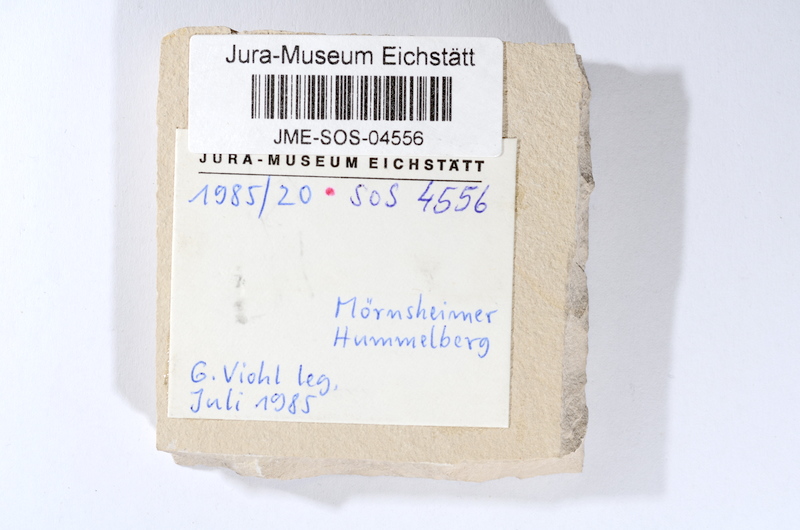 Jura-Museum Eichstätt
JME-SOS-04556
JURA-MUSEUM EICHSTÄTT
1985/20 • SOS 4556
Mörnsheimer
Hummelberg
G. Viohl leg.
Juli 1985